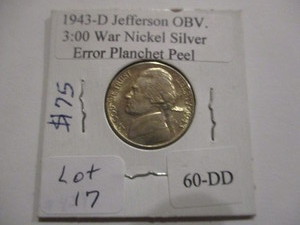 1943-D Jefferson OBV.
3:00 War Nickel Silver
Error Planchet Peel
$75
Lot
17
60-DD